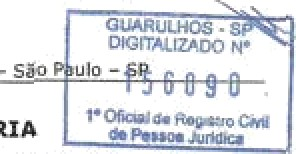 GUARULHOS - SP
DIGITALIZADO Nº
- São Paulo - SP
156090
1º Oficial de Registro Civil
de Pessoa Jurídica
RIA